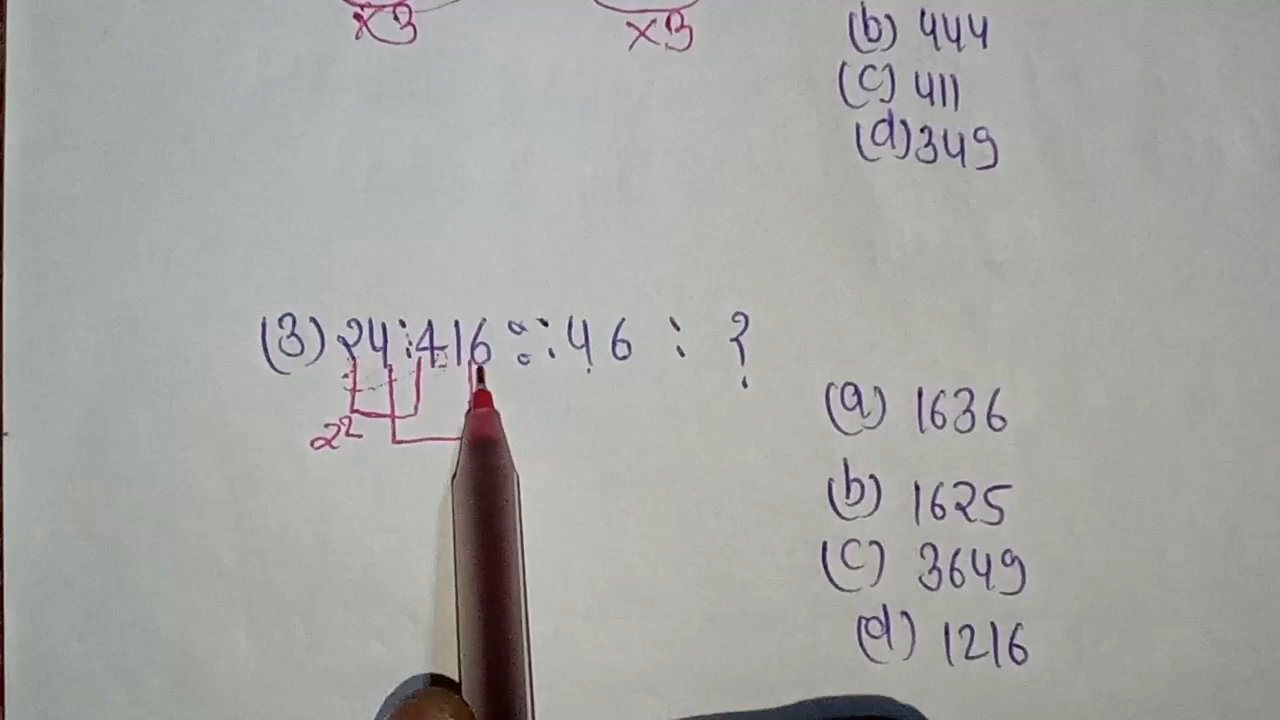 ×3 ×3
(b) 444
(c) 411
(d) 349
(3) 24 : 416 :: 46 : ?
2²
(a) 1636
(b) 1625
(c) 3649
(d) 1216